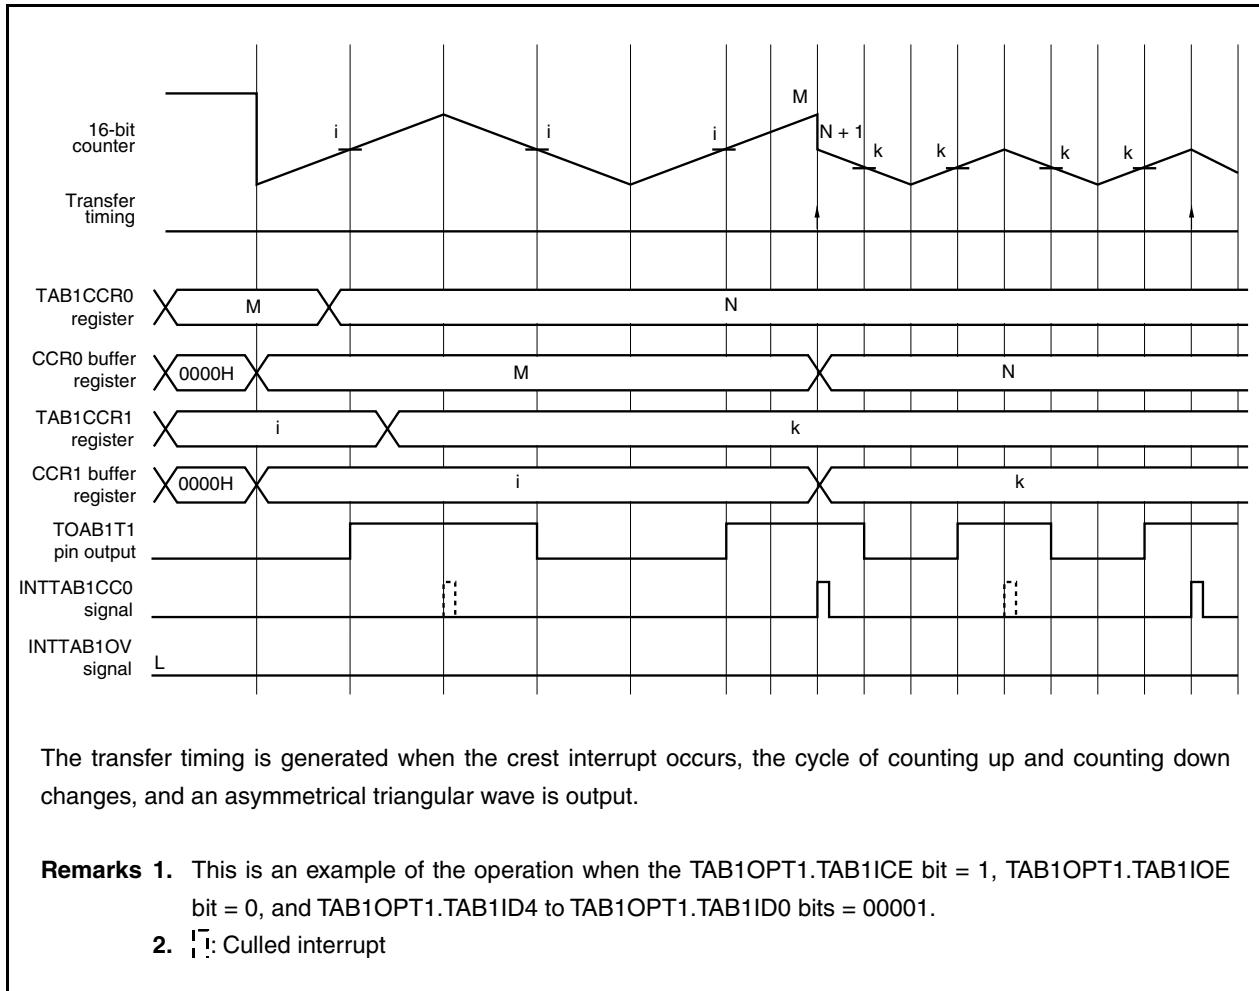 M
16-bit
counter
i
i
i
N + 1
k
k
k
k
Transfer
timing
TAB1CCR0
register
M
N
CCR0 buffer
register
0000H
M
N
TAB1CCR1
register
i
k
CCR1 buffer
register
0000H
i
k
TOAB1T1
pin output
INTTAB1CC0
signal
INTTAB1OV
signal
L
The transfer timing is generated when the crest interrupt occurs, the cycle of counting up and counting down
changes, and an asymmetrical triangular wave is output.
Remarks 1. This is an example of the operation when the TAB1OPT1.TAB1ICE bit = 1, TAB1OPT1.TAB1IOE
bit = 0, and TAB1OPT1.TAB1ID4 to TAB1OPT1.TAB1ID0 bits = 00001.
2. : Culled interrupt